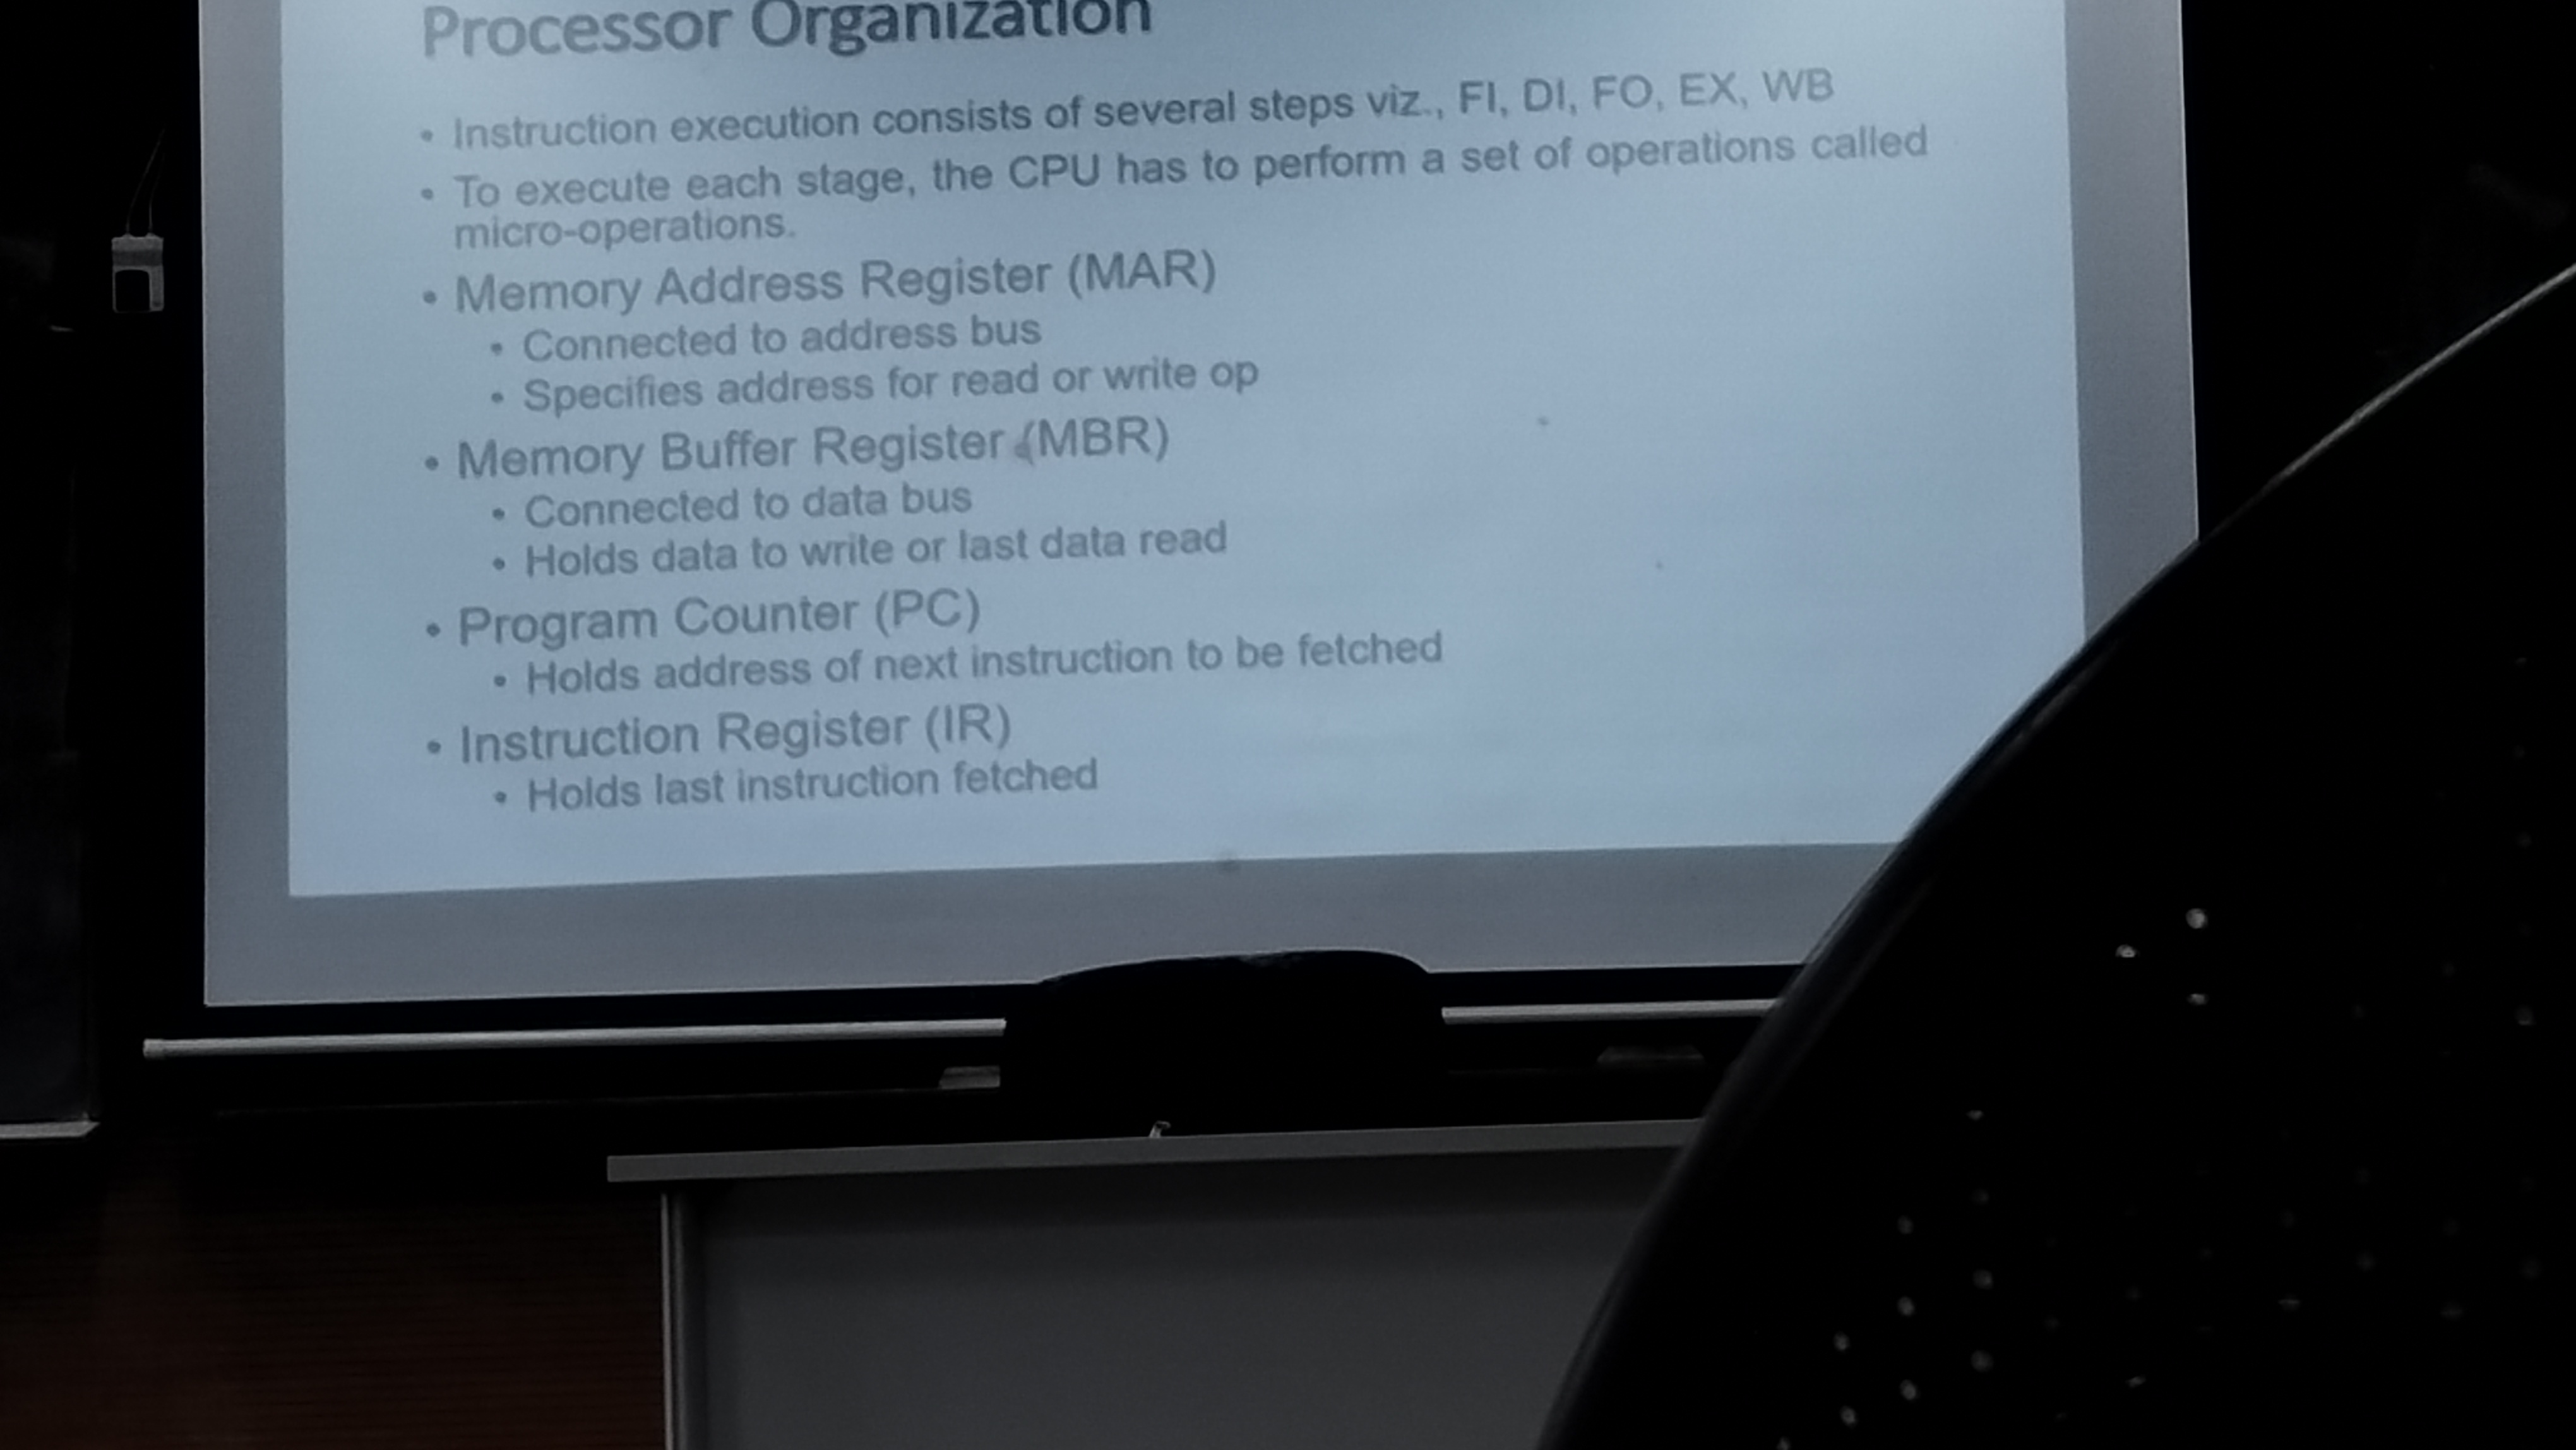 Processor Organization
• Instruction execution consists of several steps viz., FI, DI, FO, EX, WB
• To execute each stage, the CPU has to perform a set of operations called
micro-operations.
• Memory Address Register (MAR)
• Connected to address bus
• Specifies address for read or write op
• Memory Buffer Register (MBR)
• Connected to data bus
• Holds data to write or last data read
• Program Counter (PC)
• Holds address of next instruction to be fetched
• Instruction Register (IR)
• Holds last instruction fetched